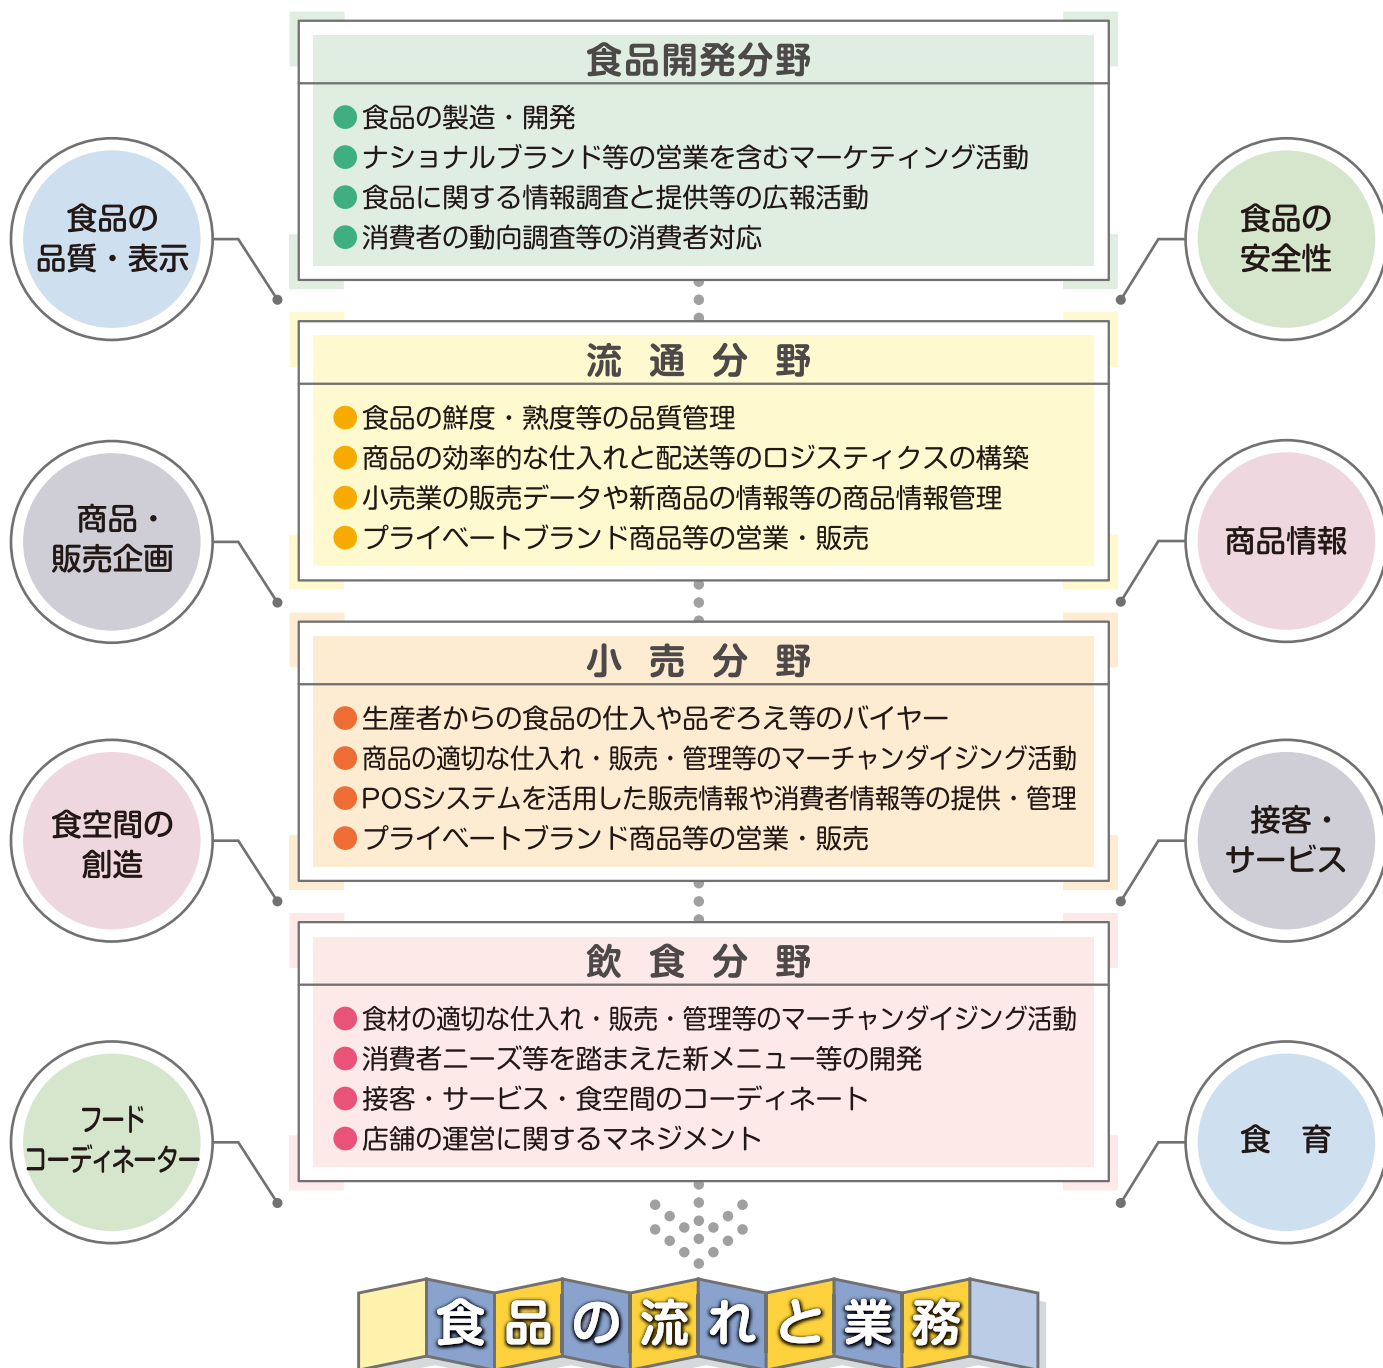 食品開発分野
●食品の製造・開発
●ナショナルブランド等の営業を含むマーケティング活動
●食品に関する情報調査と提供等の広報活動
●消費者の動向調査等の消費者対応
食品の
品質・表示
食品の
安全性
流通分野
●食品の鮮度・熟度等の品質管理
●商品の効率的な仕入れと配送等のロジスティクスの構築
●小売業の販売データや新商品の情報等の商品情報管理
●プライベートブランド商品等の営業・販売
商品・
販売企画
商品情報
小売分野
●生産者からの食品の仕入や品ぞろえ等のバイヤー
●商品の適切な仕入れ・販売・管理等のマーチャンダイジング活動
●POSシステムを活用した販売情報や消費者情報等の提供・管理
●プライベートブランド商品等の営業・販売
食空間の
創造
接客・
サービス
飲食分野
●食材の適切な仕入れ・販売・管理等のマーチャンダイジング活動
●消費者ニーズ等を踏まえた新メニュー等の開発
●接客・サービス・食空間のコーディネート
●店舗の運営に関するマネジメント
フード
コーディネーター
食 育
食品の流れと業務